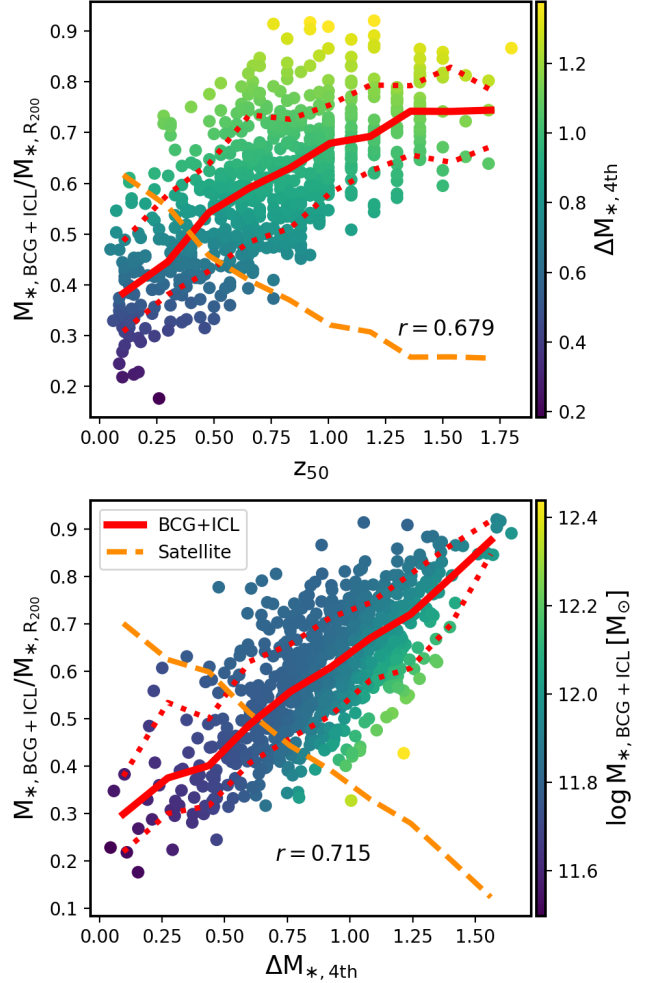 0.9
0.8
0.7
0.6
0.5
0.4
0.3
0.2
M∗, BCG + ICL/M∗, R200
r = 0.679
0.00 0.25 0.50 0.75 1.00 1.25 1.50 1.75
z50
1.2
1.0
0.8
0.6
0.4
0.2
ΔM∗, 4th
0.9
0.8
0.7
0.6
0.5
0.4
0.3
0.2
0.1
M∗, BCG + ICL/M∗, R200
BCG+ICL
Satellite
r = 0.715
0.00 0.25 0.50 0.75 1.00 1.25 1.50
ΔM∗, 4th
12.4
12.2
12.0
11.8
11.6
log M∗, BCG + ICL [M⊙]